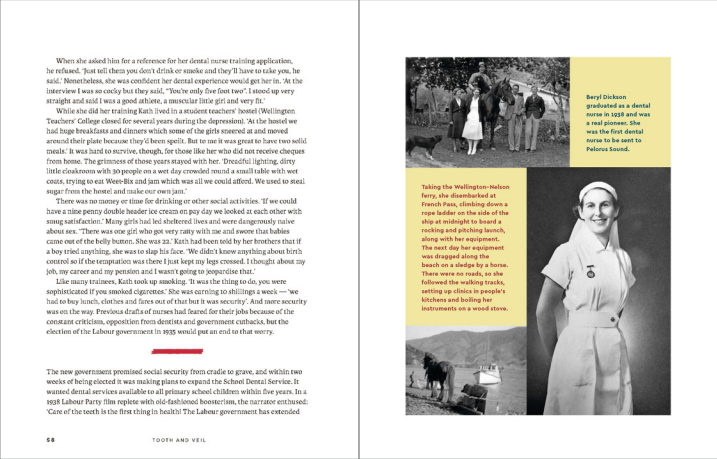 When she asked him for a reference for her dental nurse training application,
he refused. 'Just tell them you don't drink or smoke and they'll have to take you, he
said.' Nonetheless, she was confident her dental experience would get her in. 'At the
interview I was so cocky but they said, "You're only five foot two". I stood up very
straight and said I was a good athlete, a muscular little girl and very fit.'
While she did her training Kath lived in a student teachers' hostel (Wellington
Teachers' College closed for several years during the depression). 'At the hostel we
had huge breakfasts and dinners which some of the girls sneered at and moved
around their plate because they'd been spoilt. But to me it was great to have two solid
meals.' It was hard to survive, though, for those like her who did not receive cheques
from home. The grimness of those years stayed with her. 'Dreadful lighting, dirty
little cloakroom with 30 people on a wet day crowded round a small table with wet
coats, trying to eat Weet-Bix and jam which was all we could afford. We used to steal
sugar from the hostel and make our own jam.'
There was no money or time for drinking or other social activities. 'If we could
have a nine penny double header ice cream on pay day we looked at each other with
smug satisfaction.' Many girls had led sheltered lives and were dangerously naive
about sex. 'There was one girl who got very ratty with me and swore that babies
came out of the belly button. She was 22.' Kath had been told by her brothers that if
a boy tried anything, she was to slap his face. 'We didn't know anything about birth
control so if the temptation was there I just kept my legs crossed. I thought about my
job, my career and my pension and I wasn't going to jeopardise that.'
Like many trainees, Kath took up smoking. 'It was the thing to do, you were
sophisticated if you smoked cigarettes.' She was earning 10 shillings a week — 'we
had to buy lunch, clothes and fares out of that but it was security'. And more security
was on the way. Previous drafts of nurses had feared for their jobs because of the
constant criticism, opposition from dentists and government cutbacks, but the
election of the Labour government in 1935 would put an end to that worry.
The new government promised social security from cradle to grave, and within two
weeks of being elected it was making plans to expand the School Dental Service. It
wanted dental services available to all primary school children within five years. In a
1938 Labour Party film replete with old-fashioned boosterism, the narrator enthused:
'Care of the teeth is the first thing in health! The Labour government has extended
58
TOOTH AND VEIL
Beryl Dickson
graduated as a dental
nurse in 1938 and was
a real pioneer. She
was the first dental
nurse to be sent to
Pelorus Sound.
Taking the Wellington–Nelson
ferry, she disembarked at
French Pass, climbing down a
rope ladder on the side of the
ship at midnight to board a
rocking and pitching launch,
along with her equipment.
The next day her equipment
was dragged along the
beach on a sledge by a horse.
There were no roads, so she
followed the walking tracks,
setting up clinics in people's
kitchens and boiling her
instruments on a wood stove.